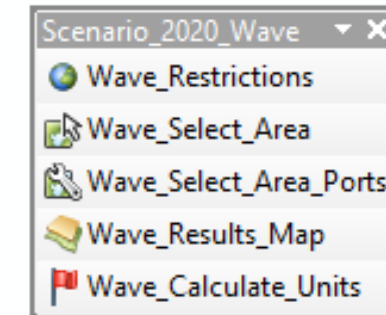 Scenario_2020_Wave
Wave_Restrictions
Wave_Select_Area
Wave_Select_Area_Ports
Wave_Results_Map
Wave_Calculate_Units